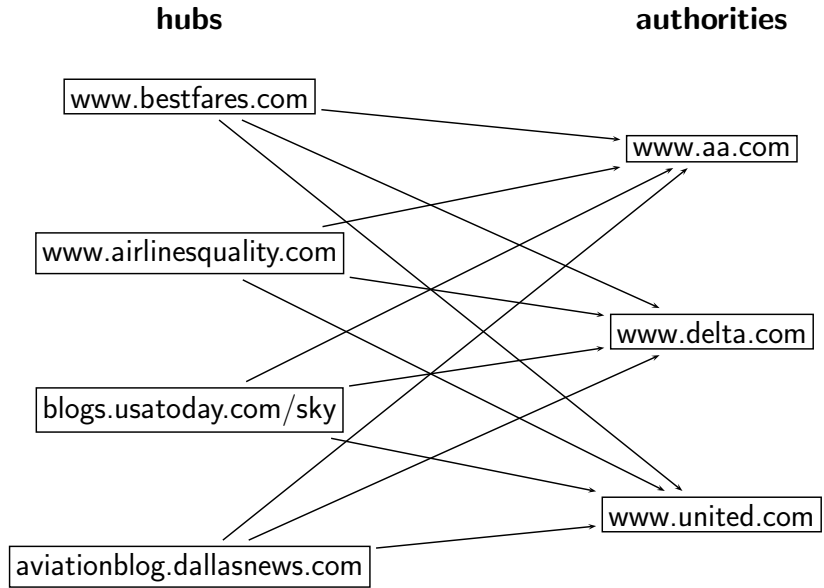 hubs
authorities
www.bestfares.com
www.aa.com
www.airlinesquality.com
www.delta.com
blogs.usatoday.com/sky
www.united.com
aviationblog.dallasnews.com